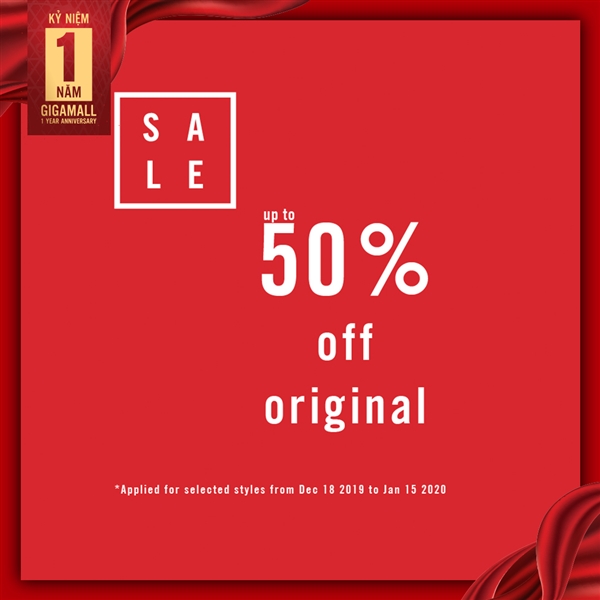 KỶ NIỆM
1
NĂM
GIGAMALL
1 YEAR ANNIVERSARY
S A
L E
up to
50%
off
original
*Applied for selected styles from Dec 18 2019 to Jan 15 2020